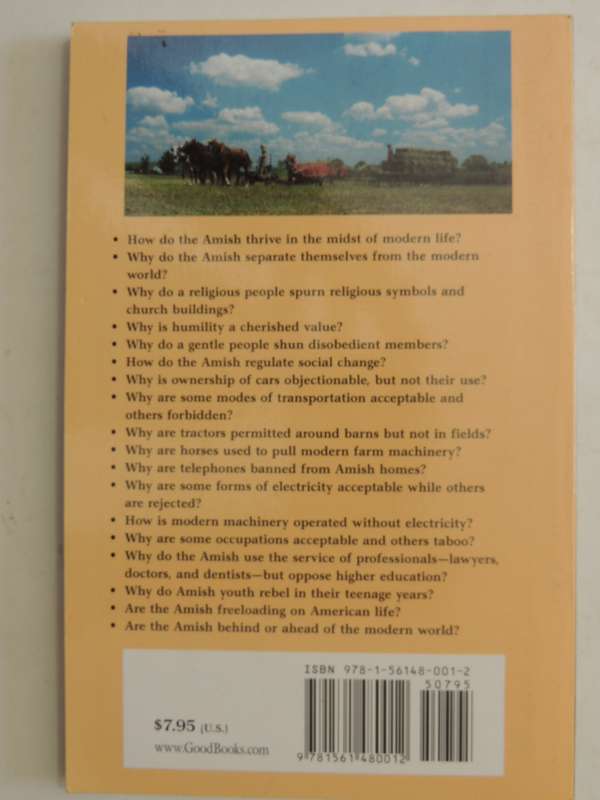 • How do the Amish thrive in the midst of modern life?
• Why do the Amish separate themselves from the modern
world?
• Why do a religious people spurn religious symbols and
church buildings?
• Why is humility a cherished value?
• Why do a gentle people shun disobedient members?
• How do the Amish regulate social change?
• Why is ownership of cars objectionable, but not their use?
• Why are some modes of transportation acceptable and
others forbidden?
• Why are tractors permitted around barns but not in fields?
• Why are horses used to pull modern farm machinery?
• Why are telephones banned from Amish homes?
• Why are some forms of electricity acceptable while others
are rejected?
• How is modern machinery operated without electricity?
• Why are some occupations acceptable and others taboo?
• Why do the Amish use the service of professionals—lawyers,
doctors, and dentists—but oppose higher education?
• Why do Amish youth rebel in their teenage years?
• Are the Amish freeloading on American life?
• Are the Amish behind or ahead of the modern world?
ISBN 978-1-56148-001-2
50795
$7.95 (U.S.)
www.GoodBooks.com
9 781561 480012